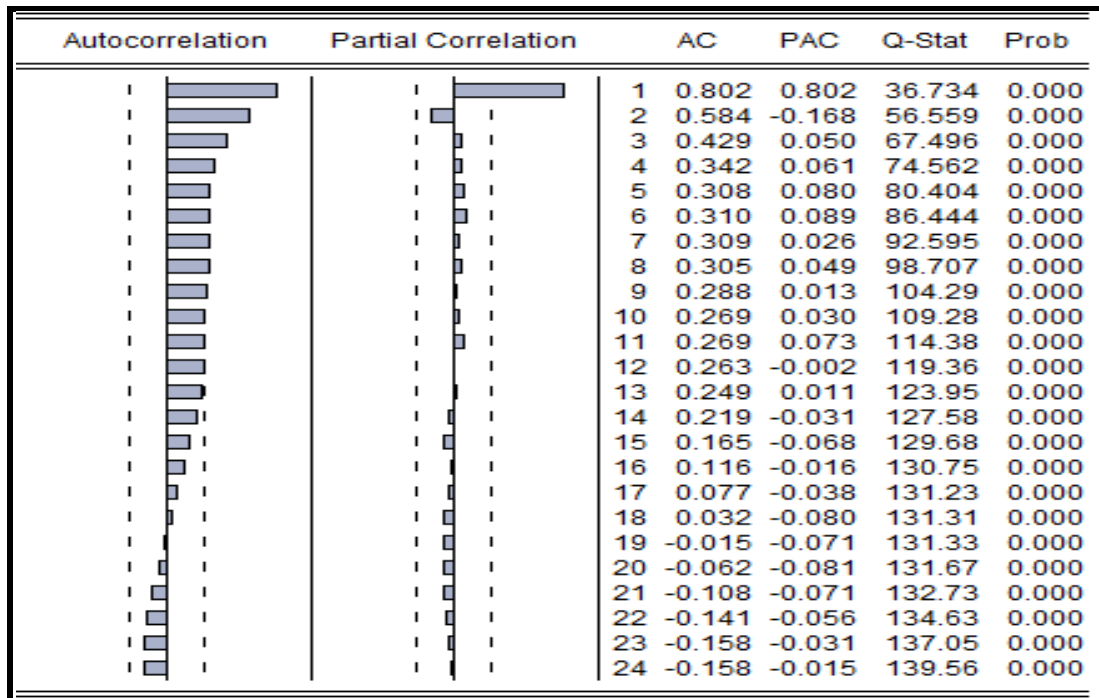 Autocorrelation Partial Correlation AC PAC Q-Stat Prob
1 0.802 0.802 36.734 0.000
2 0.584 -0.168 56.559 0.000
3 0.429 0.050 67.496 0.000
4 0.342 0.061 74.562 0.000
5 0.308 0.080 80.404 0.000
6 0.310 0.089 86.444 0.000
7 0.309 0.026 92.595 0.000
8 0.305 0.049 98.707 0.000
9 0.288 0.013 104.29 0.000
10 0.269 0.030 109.28 0.000
11 0.269 0.073 114.38 0.000
12 0.263 -0.002 119.36 0.000
13 0.249 0.011 123.95 0.000
14 0.219 -0.031 127.58 0.000
15 0.165 -0.068 129.68 0.000
16 0.116 -0.016 130.75 0.000
17 0.077 -0.038 131.23 0.000
18 0.032 -0.080 131.31 0.000
19 -0.015 -0.071 131.33 0.000
20 -0.062 -0.081 131.67 0.000
21 -0.108 -0.071 132.73 0.000
22 -0.141 -0.056 134.63 0.000
23 -0.158 -0.031 137.05 0.000
24 -0.158 -0.015 139.56 0.000